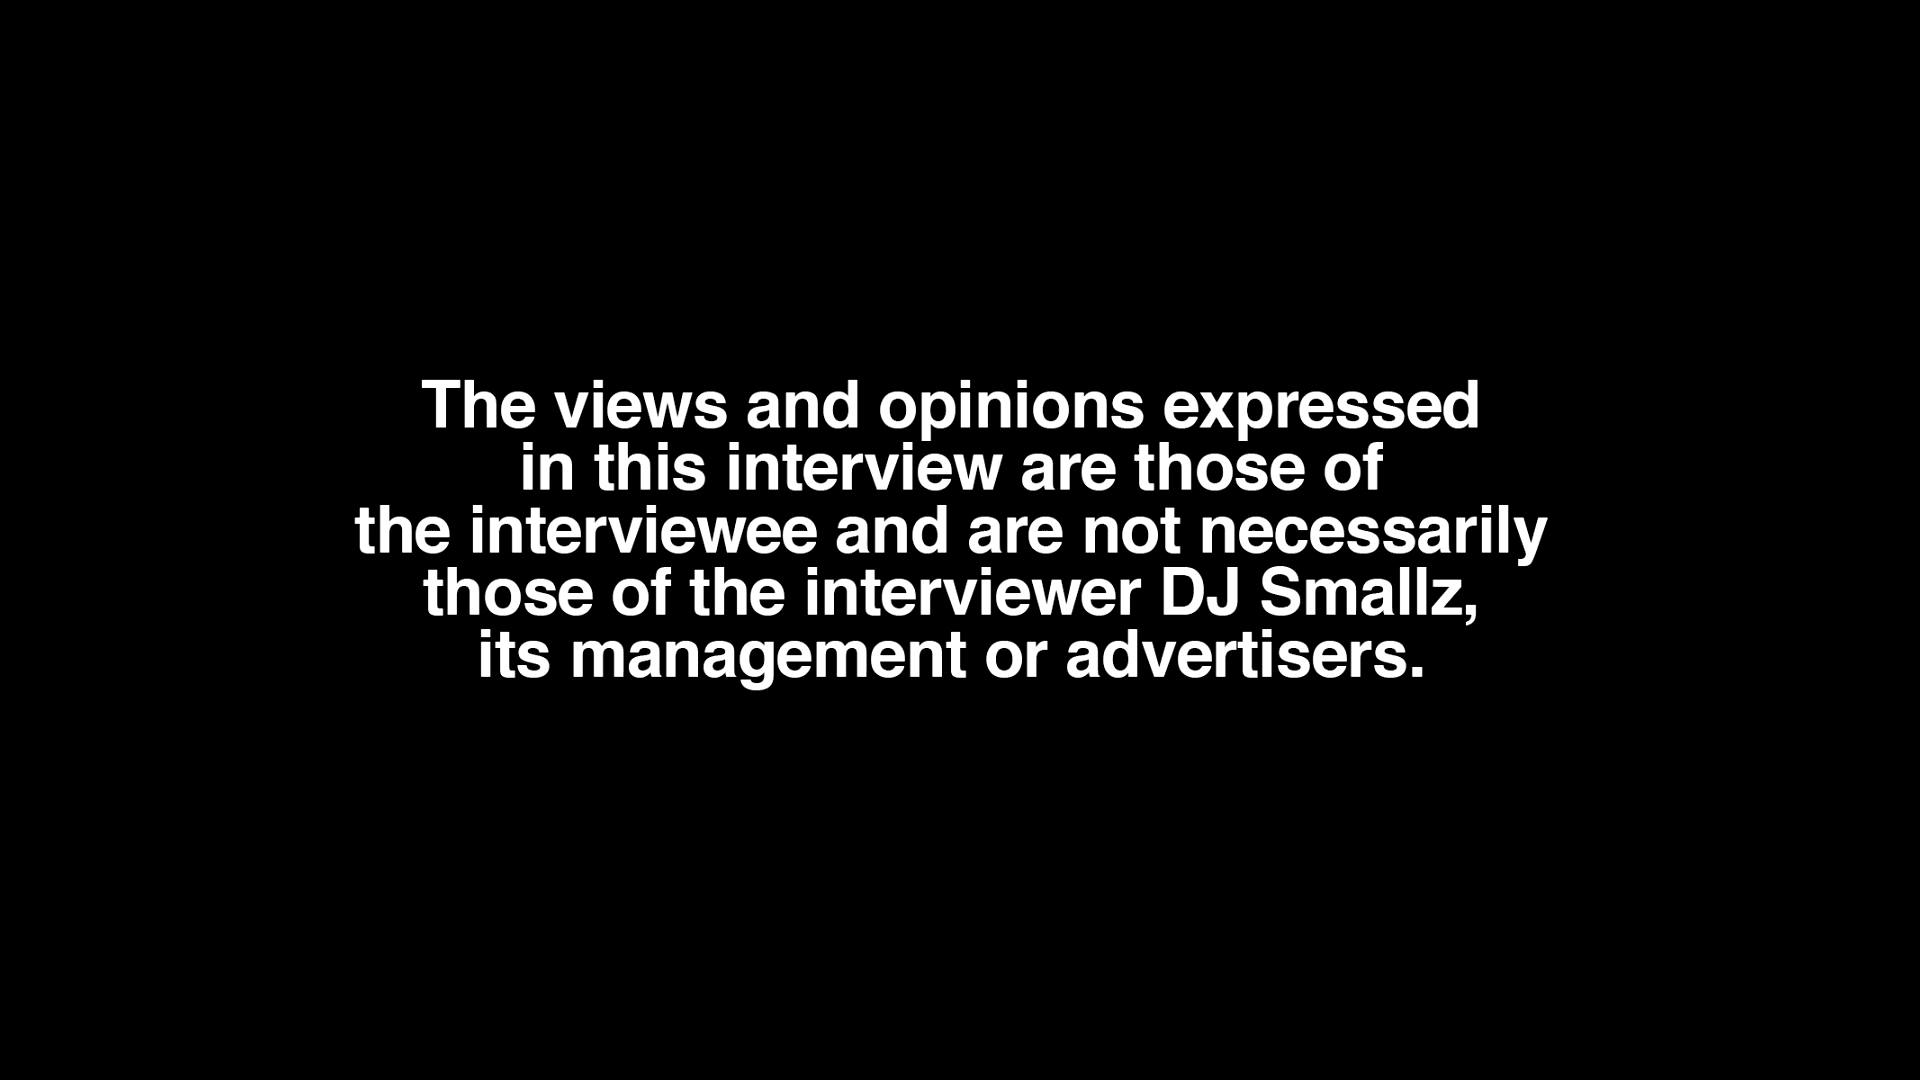 The views and opinions expressed
in this interview are those of
the interviewee and are not necessarily
those of the interviewer DJ Smallz,
its management or advertisers.